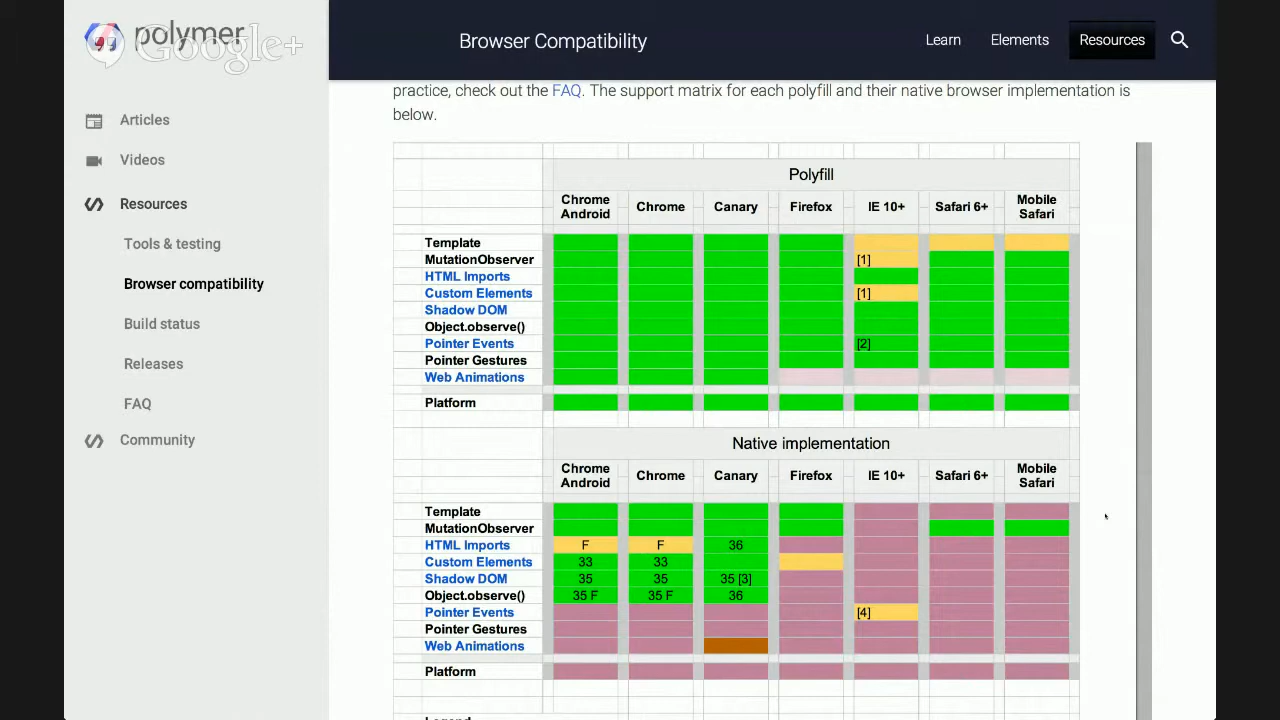 polymer
Google+
Browser Compatibility
Learn
Elements
Resources
Articles
Videos
Resources
Tools & testing
Browser compatibility
Build status
Releases
FAQ
Community
practice, check out the FAQ. The support matrix for each polyfill and their native browser implementation is
below.
Polyfill
Chrome Android Chrome Canary Firefox IE 10+ Safari 6+ Mobile Safari
Template
MutationObserver [1]
HTML Imports
Custom Elements [1]
Shadow DOM
Object.observe()
Pointer Events [2]
Pointer Gestures
Web Animations
Platform
Native implementation
Chrome Android Chrome Canary Firefox IE 10+ Safari 6+ Mobile Safari
Template
MutationObserver
HTML Imports F F 36
Custom Elements 33 33
Shadow DOM 35 35 35 [3]
Object.observe() 35 F 35 F 36
Pointer Events [4]
Pointer Gestures
Web Animations
Platform